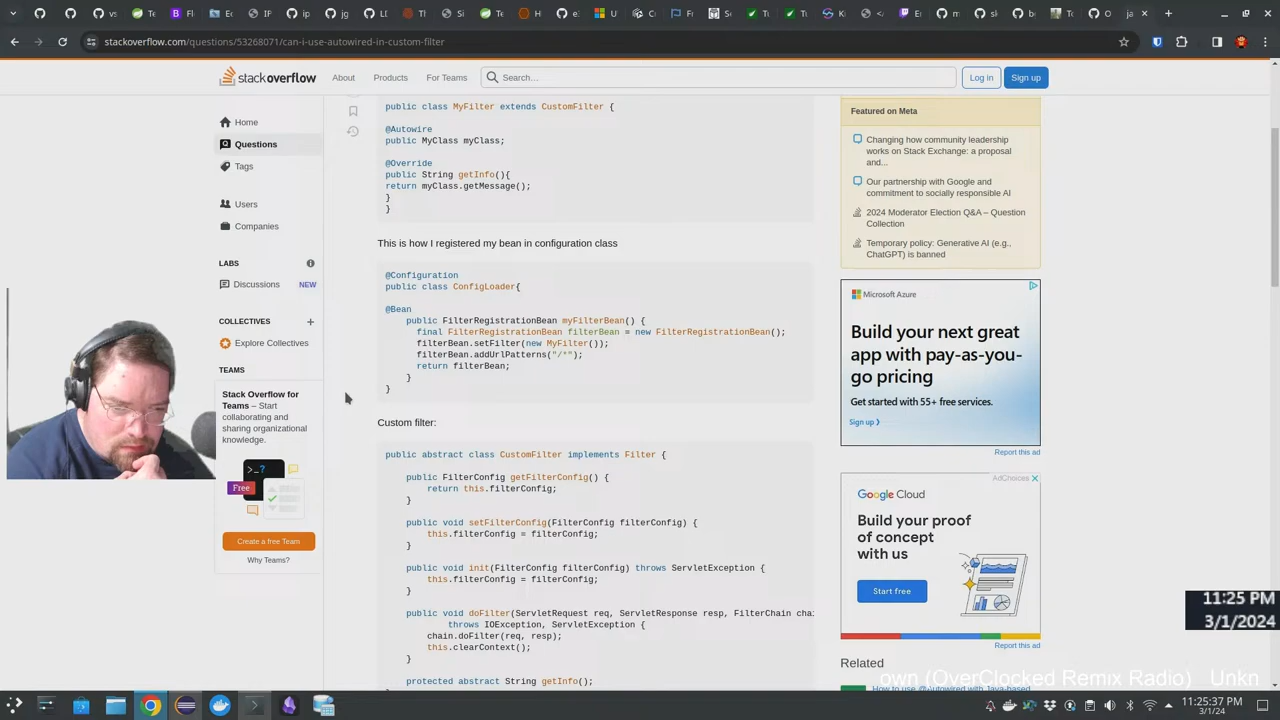 stackoverflow.com/questions/53268071/can-i-use-autowired-in-custom-filter
stackoverflow
About
Products
For Teams
Search…
Log in
Sign up
Home
Questions
Tags
Users
Companies
LABS
Discussions
NEW
COLLECTIVES
Explore Collectives
TEAMS
Stack Overflow for
Teams – Start
collaborating and
sharing organizational
knowledge.
>_?
Free
Create a free Team
Why Teams?
public class MyFilter extends CustomFilter {
@Autowire
public MyClass myClass;
@Override
public String getInfo(){
return myClass.getMessage();
}
}
This is how I registered my bean in configuration class
@Configuration
public class ConfigLoader{
@Bean
public FilterRegistrationBean myFilterBean() {
final FilterRegistrationBean filterBean = new FilterRegistrationBean();
filterBean.setFilter(new MyFilter());
filterBean.addUrlPatterns("/*");
return filterBean;
}
}
Custom filter:
public abstract class CustomFilter implements Filter {
public FilterConfig getFilterConfig() {
return this.filterConfig;
}
public void setFilterConfig(FilterConfig filterConfig) {
this.filterConfig = filterConfig;
}
public void init(FilterConfig filterConfig) throws ServletException {
this.filterConfig = filterConfig;
}
public void doFilter(ServletRequest req, ServletResponse resp, FilterChain chai
throws IOException, ServletException {
chain.doFilter(req, resp);
this.clearContext();
}
protected abstract String getInfo();
Featured on Meta
Changing how community leadership
works on Stack Exchange: a proposal
and...
Our partnership with Google and
commitment to socially responsible AI
2024 Moderator Election Q&A – Question
Collection
Temporary policy: Generative AI (e.g.,
ChatGPT) is banned
Microsoft Azure
Build your next great
app with pay-as-you-
go pricing
Get started with 55+ free services.
Sign up ❯
Report this ad
AdChoices
Google Cloud
Build your proof
of concept
with us
Start free
Report this ad
Related
How to use @Autowired with Java-based
11:25 PM
3/1/2024
own (OverClocked Remix Radio)   Unkn
11:25:37 PM
3/1/24